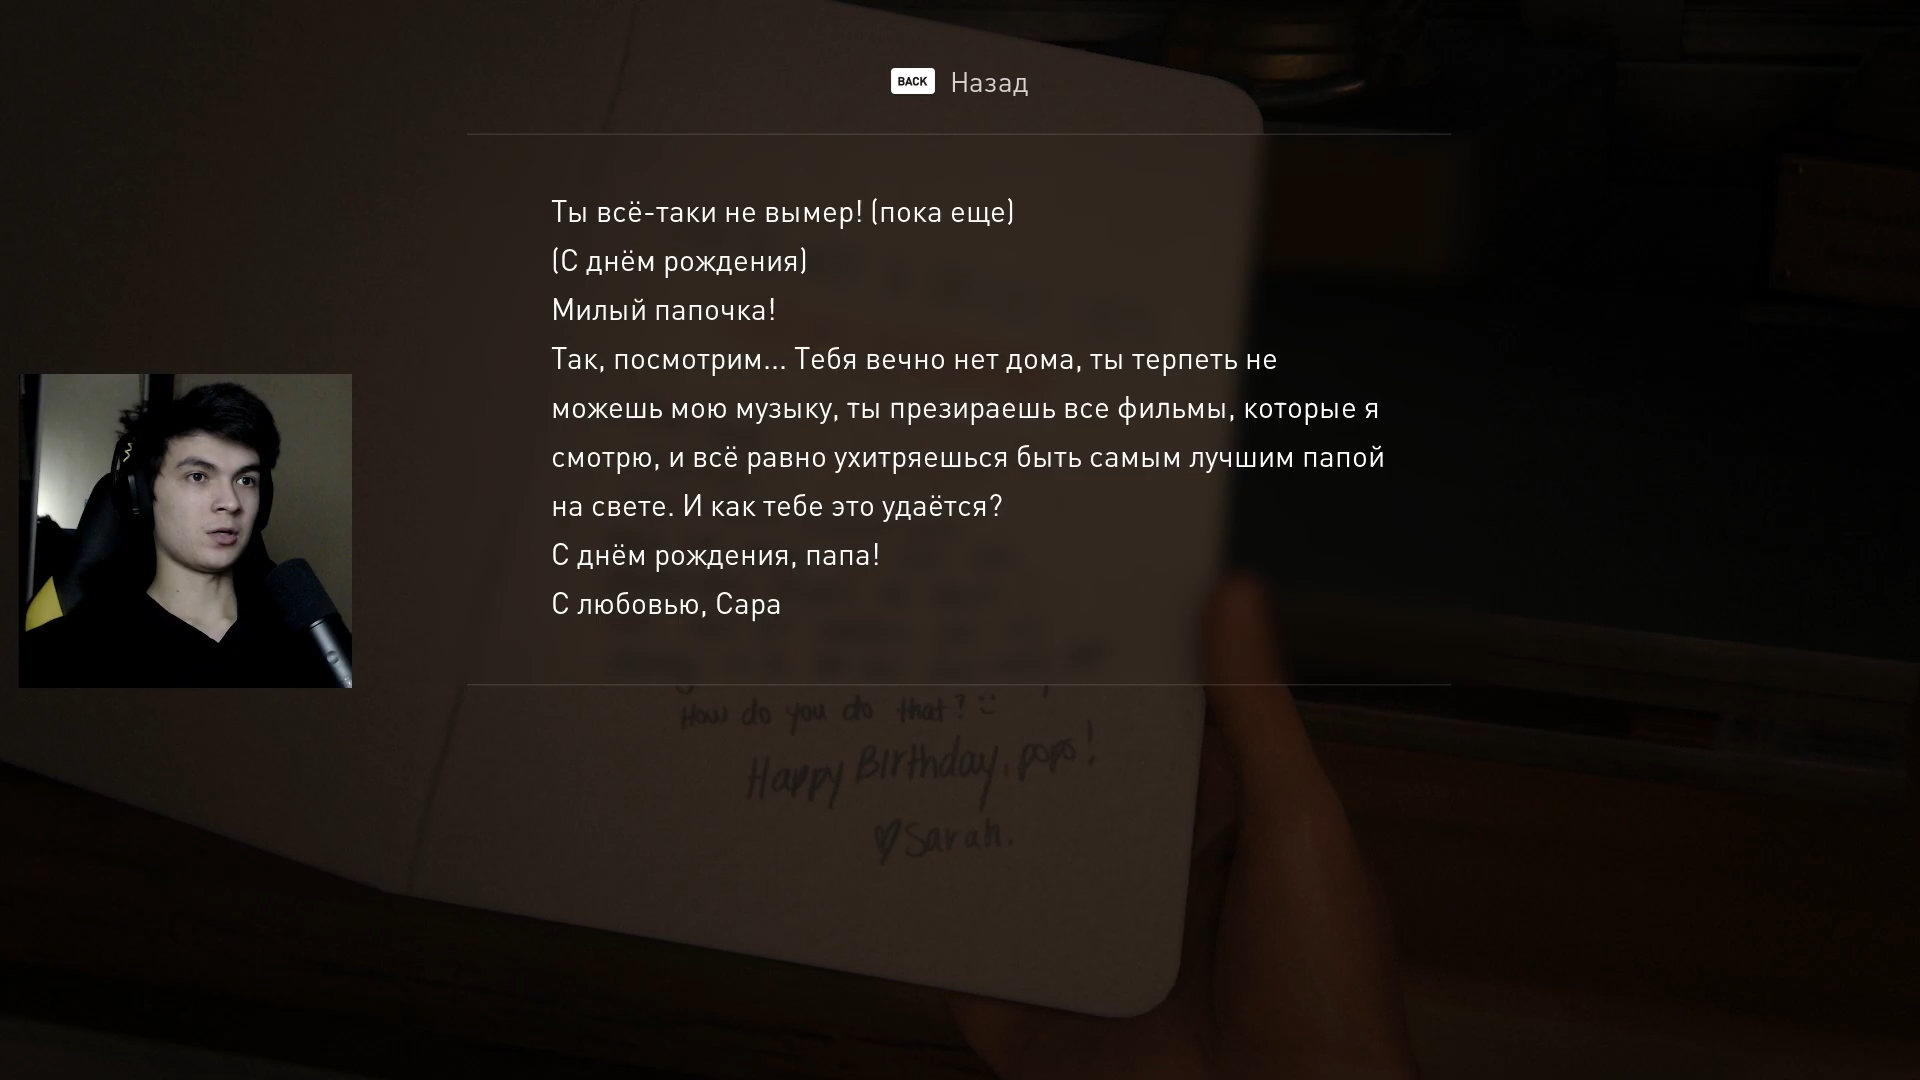 BACK Назад
Ты всё-таки не вымер! (пока еще)
(С днём рождения)
Милый папочка!
Так, посмотрим... Тебя вечно нет дома, ты терпеть не
можешь мою музыку, ты презираешь все фильмы, которые я
смотрю, и всё равно ухитряешься быть самым лучшим папой
на свете. И как тебе это удаётся?
С днём рождения, папа!
С любовью, Сара
How do you do that?
Happy Birthday, pops!
Sarah.